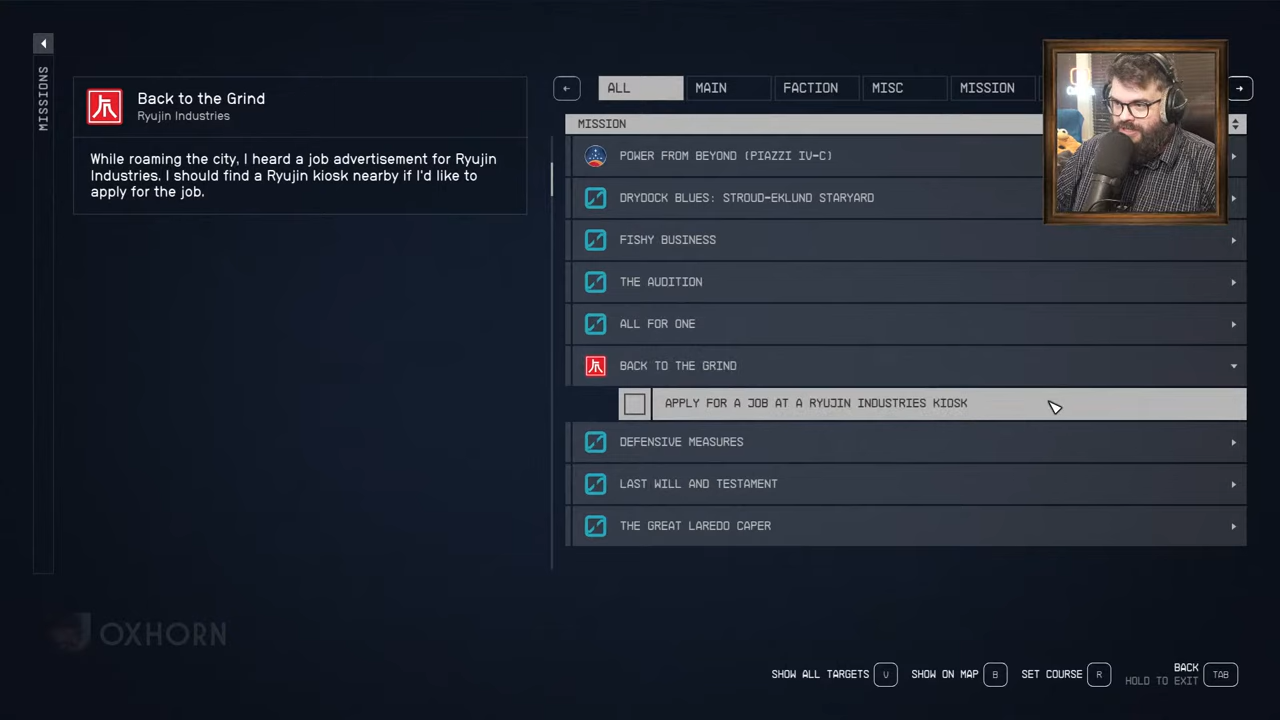 MISSIONS
Back to the Grind
Ryujin Industries
While roaming the city, I heard a job advertisement for Ryujin
Industries. I should find a Ryujin kiosk nearby if I'd like to
apply for the job.
ALL
MAIN
FACTION
MISC
MISSION
MISSION
POWER FROM BEYOND (PIAZZI IV-C)
DRYDOCK BLUES: STROUD-EKLUND STARYARD
FISHY BUSINESS
THE AUDITION
ALL FOR ONE
BACK TO THE GRIND
APPLY FOR A JOB AT A RYUJIN INDUSTRIES KIOSK
DEFENSIVE MEASURES
LAST WILL AND TESTAMENT
THE GREAT LAREDO CAPER
OXHORN
SHOW ALL TARGETS V
SHOW ON MAP B
SET COURSE R
BACK TAB
HOLD TO EXIT